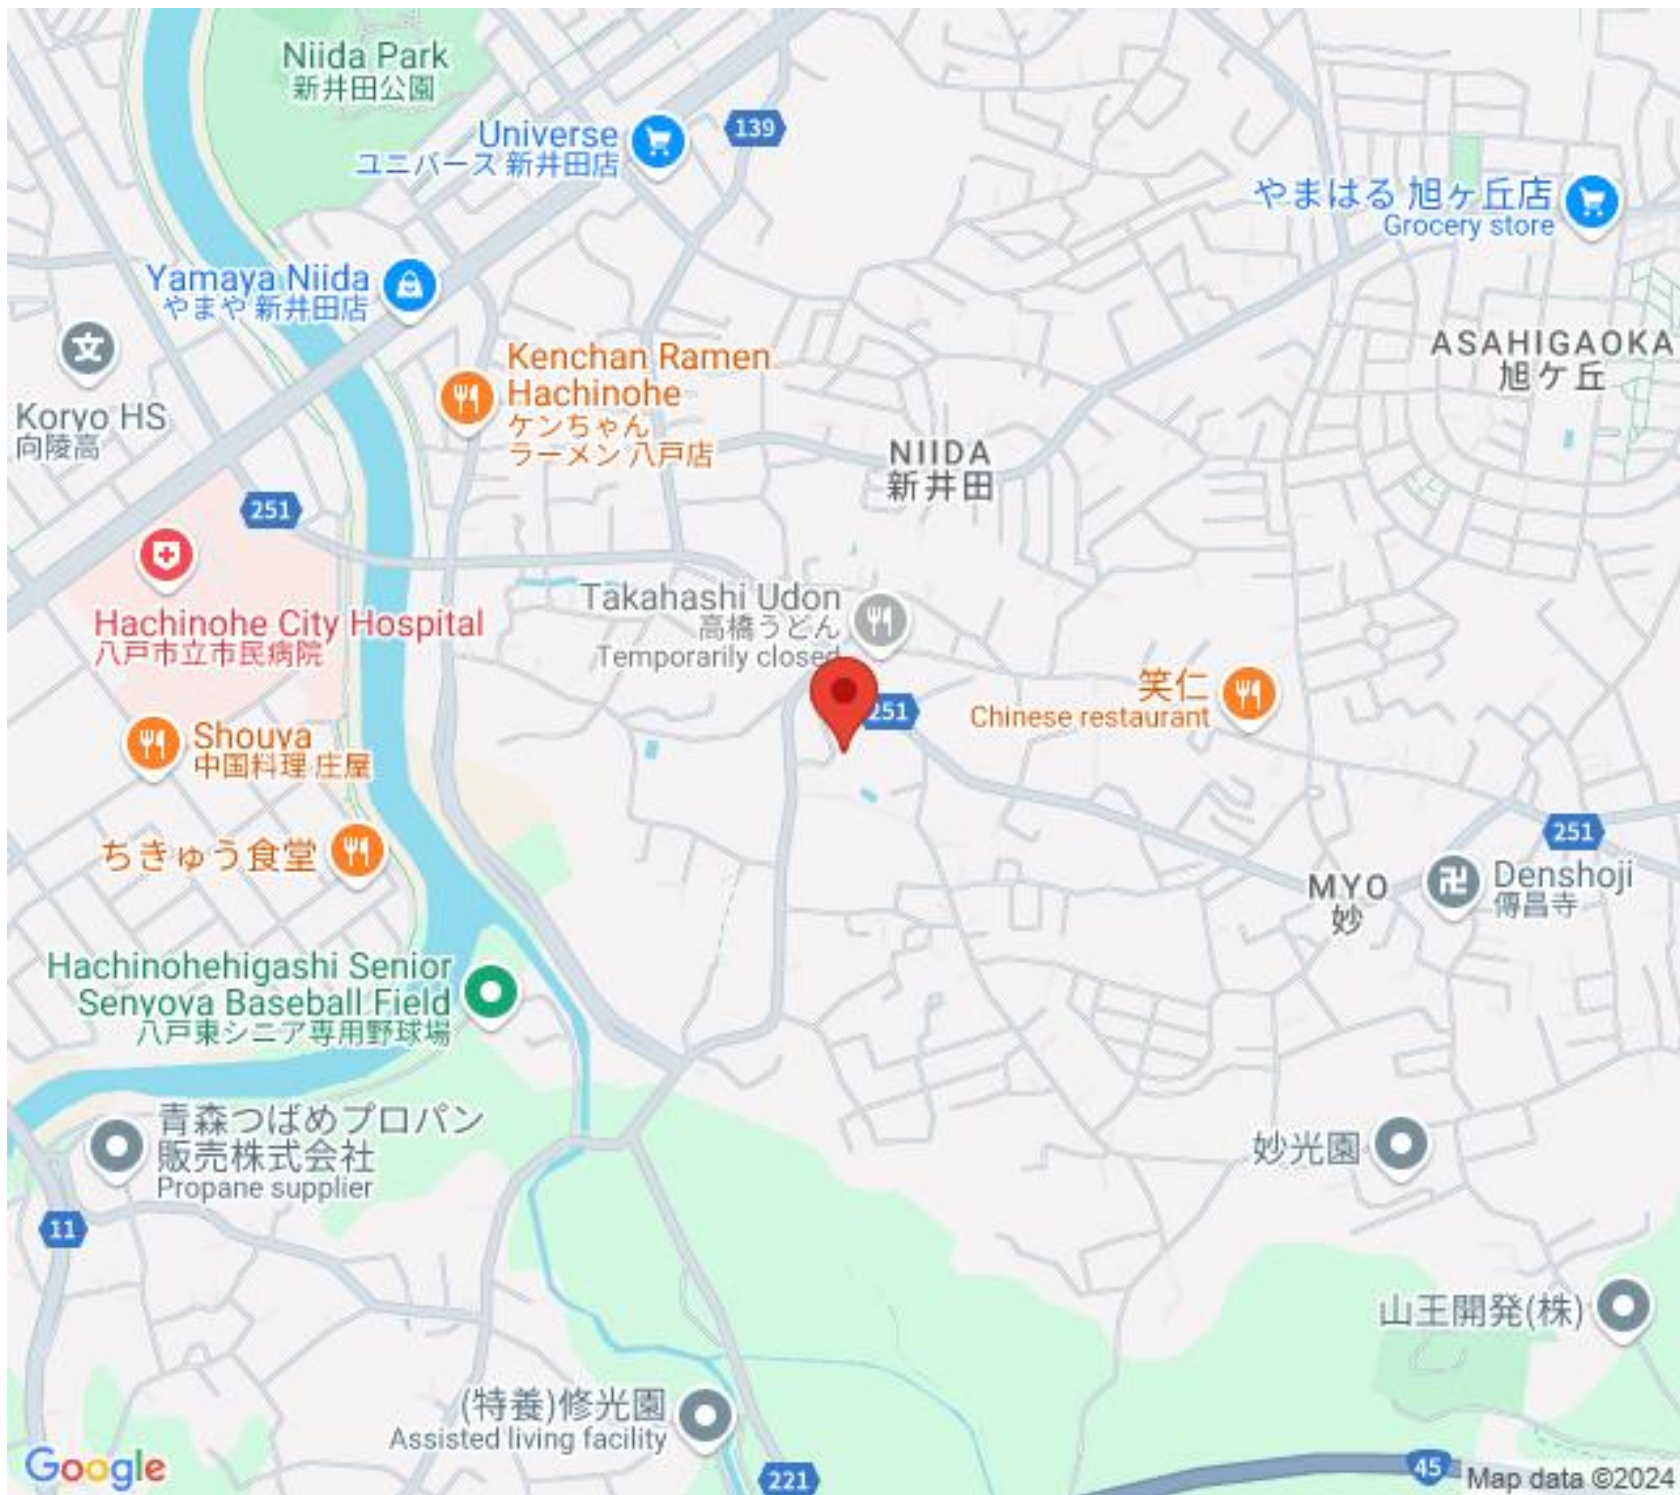 Niida Park
新井田公園
Universe
ユニバース 新井田店
139
やまはる 旭ヶ丘店
Grocery store
Yamaya Niida
やまや 新井田店
Koryo HS
向陵高
Kenchan Ramen
Hachinohe
ケンちゃん
ラーメン 八戸店
ASAHIGAOKA
旭ケ丘
NIIDA
新井田
251
Hachinohe City Hospital
八戸市立市民病院
Takahashi Udon
高橋うどん
Temporarily closed
251
笑仁
Chinese restaurant
Shouya
中国料理 庄屋
ちきゅう食堂
251
MYO
妙
Denshoji
傳昌寺
Hachinohehigashi Senior
Senyoya Baseball Field
八戸東シニア専用野球場
青森つばめプロパン
販売株式会社
Propane supplier
妙光園
11
山王開発(株)
(特養)修光園
Assisted living facility
221
45
Google
Map data ©2024